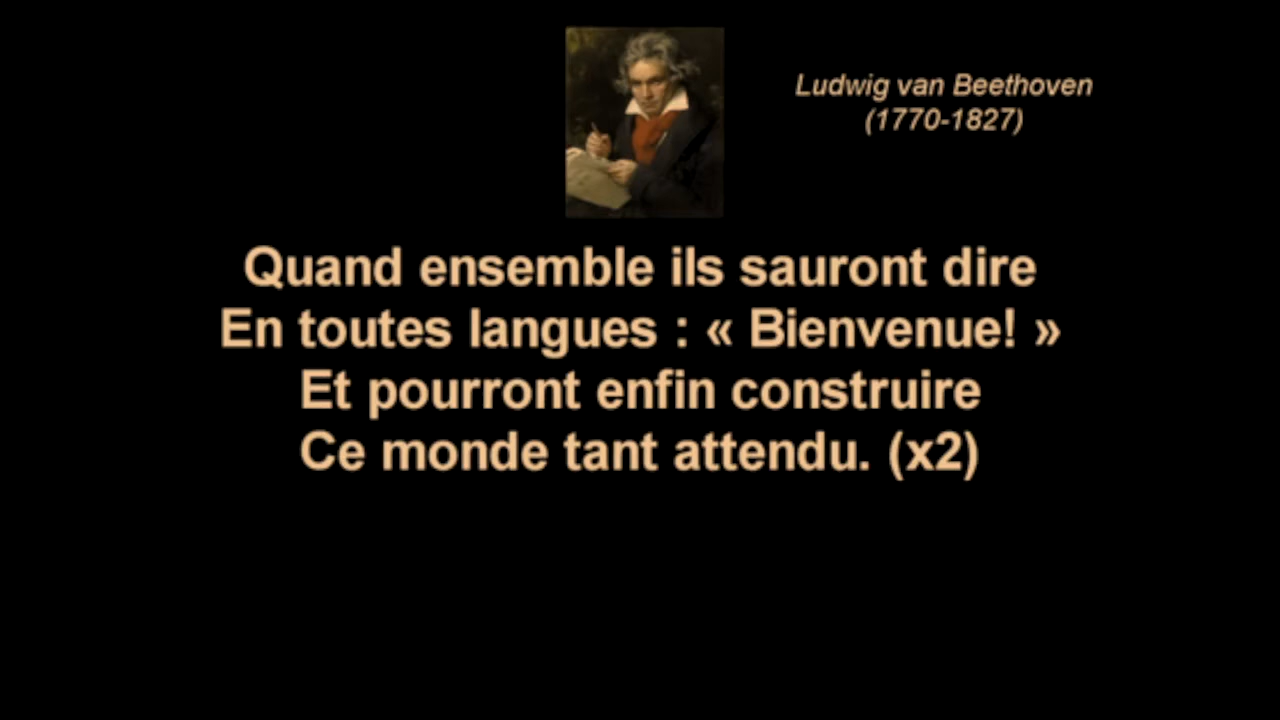 Ludwig van Beethoven
(1770-1827)
Quand ensemble ils sauront dire
En toutes langues : « Bienvenue! »
Et pourront enfin construire
Ce monde tant attendu. (x2)